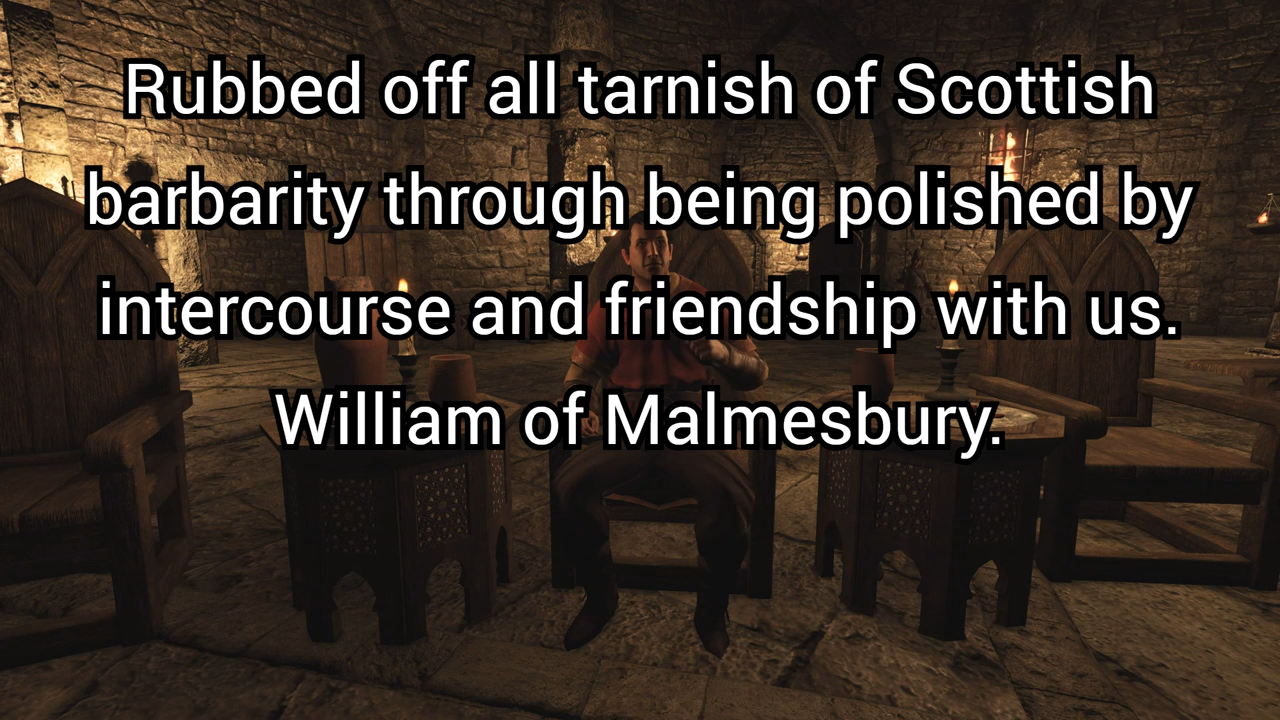 Rubbed off all tarnish of Scottish
barbarity through being polished by
intercourse and friendship with us.
William of Malmesbury.